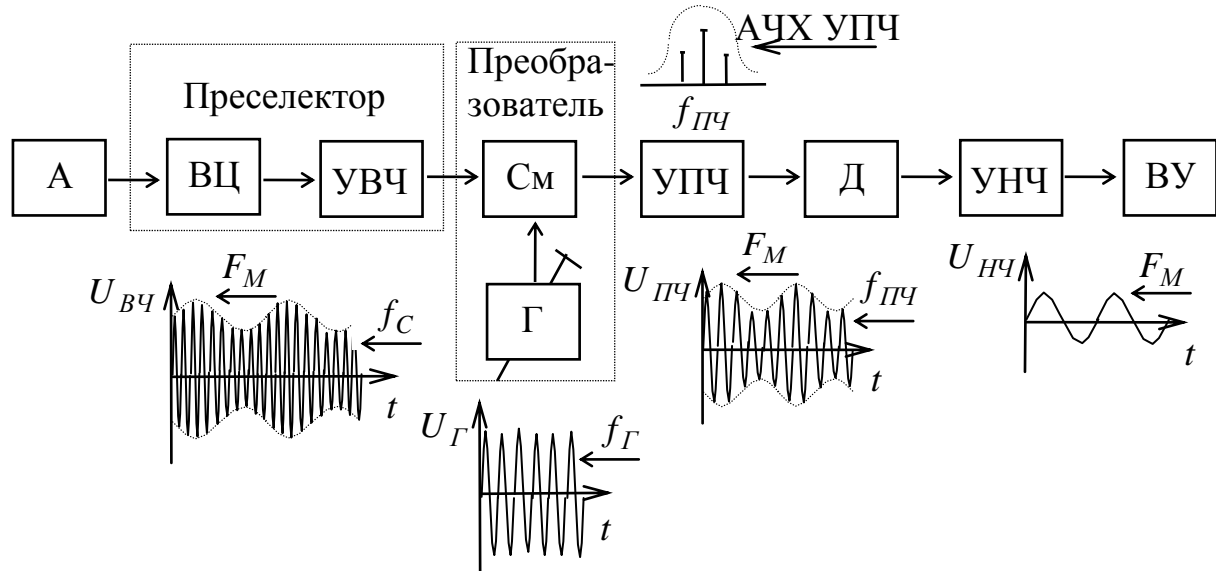 АЧХ УПЧ
Преселектор
Преобра-
зователь
f_ПЧ
А
ВЦ
УВЧ
См
УПЧ
Д
УНЧ
ВУ
Г
U_ВЧ
F_М
f_С
t
U_Г
f_Г
t
U_ПЧ
F_М
f_ПЧ
t
U_НЧ
F_М
t